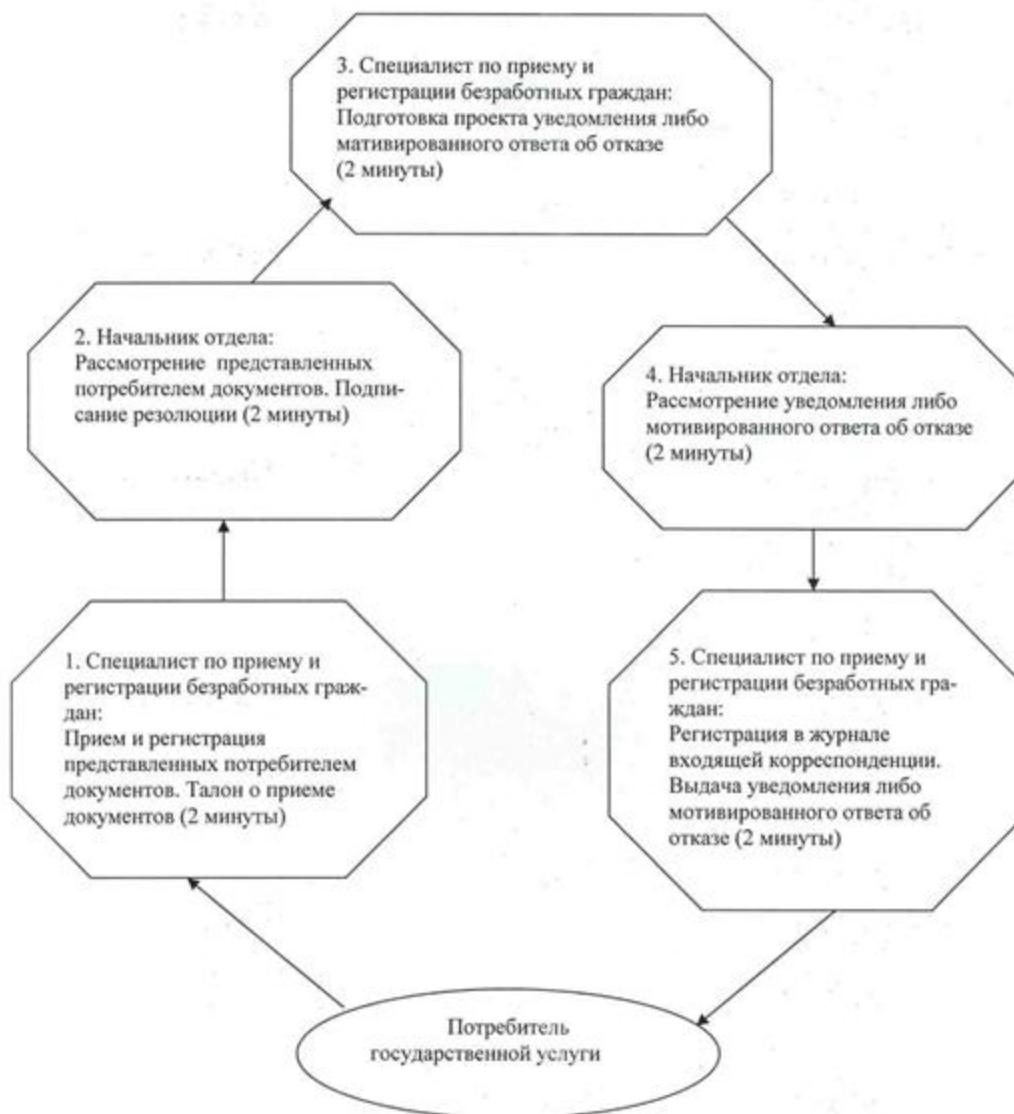 3. Специалист по приему и
регистрации безработных граждан:
Подготовка проекта уведомления либо
мативированного ответа об отказе
(2 минуты)
2. Начальник отдела:
Рассмотрение представленных
потребителем документов. Подпи-
сание резолюции (2 минуты)
4. Начальник отдела:
Рассмотрение уведомления либо
мотивированного ответа об отказе
(2 минуты)
1. Специалист по приему и
регистрации безработных граж-
дан:
Прием и регистрация
представленных потребителем
документов. Талон о приеме
документов (2 минуты)
5. Специалист по приему и
регистрации безработных гра-
ждан:
Регистрация в журнале
входящей корреспонденции.
Выдача уведомления либо
мотивированного ответа об
отказе (2 минуты)
Потребитель
государственной услуги